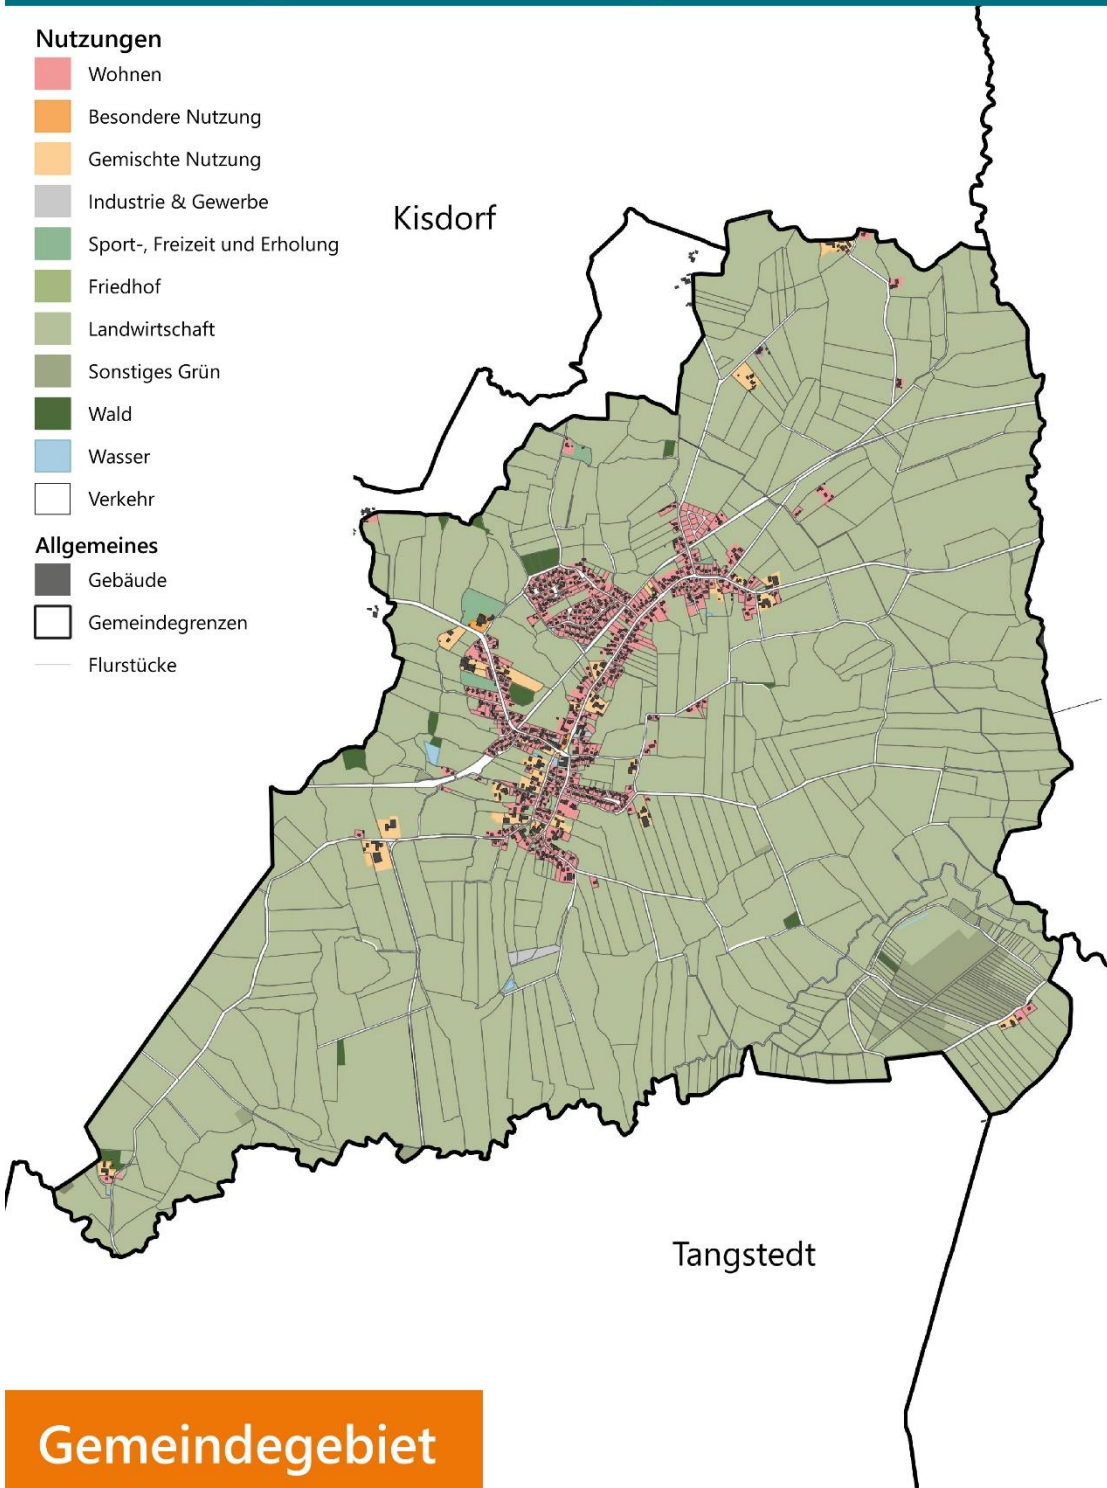 Nutzungen
Wohnen
Besondere Nutzung
Gemischte Nutzung
Industrie & Gewerbe
Sport-, Freizeit und Erholung
Friedhof
Landwirtschaft
Sonstiges Grün
Wald
Wasser
Verkehr
Allgemeines
Gebäude
Gemeindegrenzen
Flurstücke
Kisdorf
Tangstedt
Gemeindegebiet